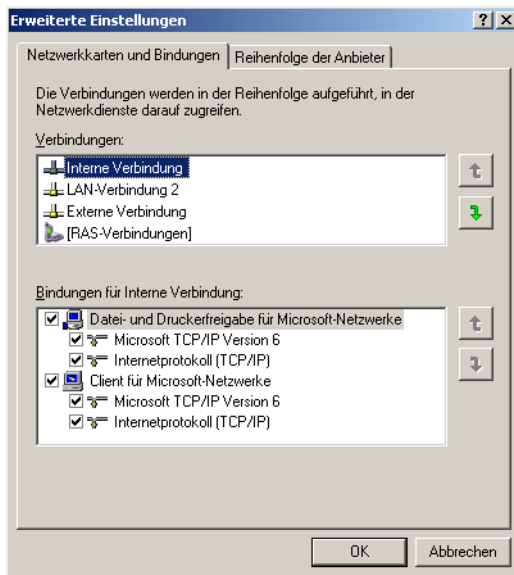 Erweiterte Einstellungen
Netzwerkkarten und Bindungen
Reihenfolge der Anbieter
Die Verbindungen werden in der Reihenfolge aufgeführt, in der
Netzwerkdienste darauf zugreifen.
Verbindungen:
Interne Verbindung
LAN-Verbindung 2
Externe Verbindung
[RAS-Verbindungen]
Bindungen für Interne Verbindung:
Datei- und Druckerfreigabe für Microsoft-Netzwerke
Microsoft TCP/IP Version 6
Internetprotokoll (TCP/IP)
Client für Microsoft-Netzwerke
Microsoft TCP/IP Version 6
Internetprotokoll (TCP/IP)
OK
Abbrechen